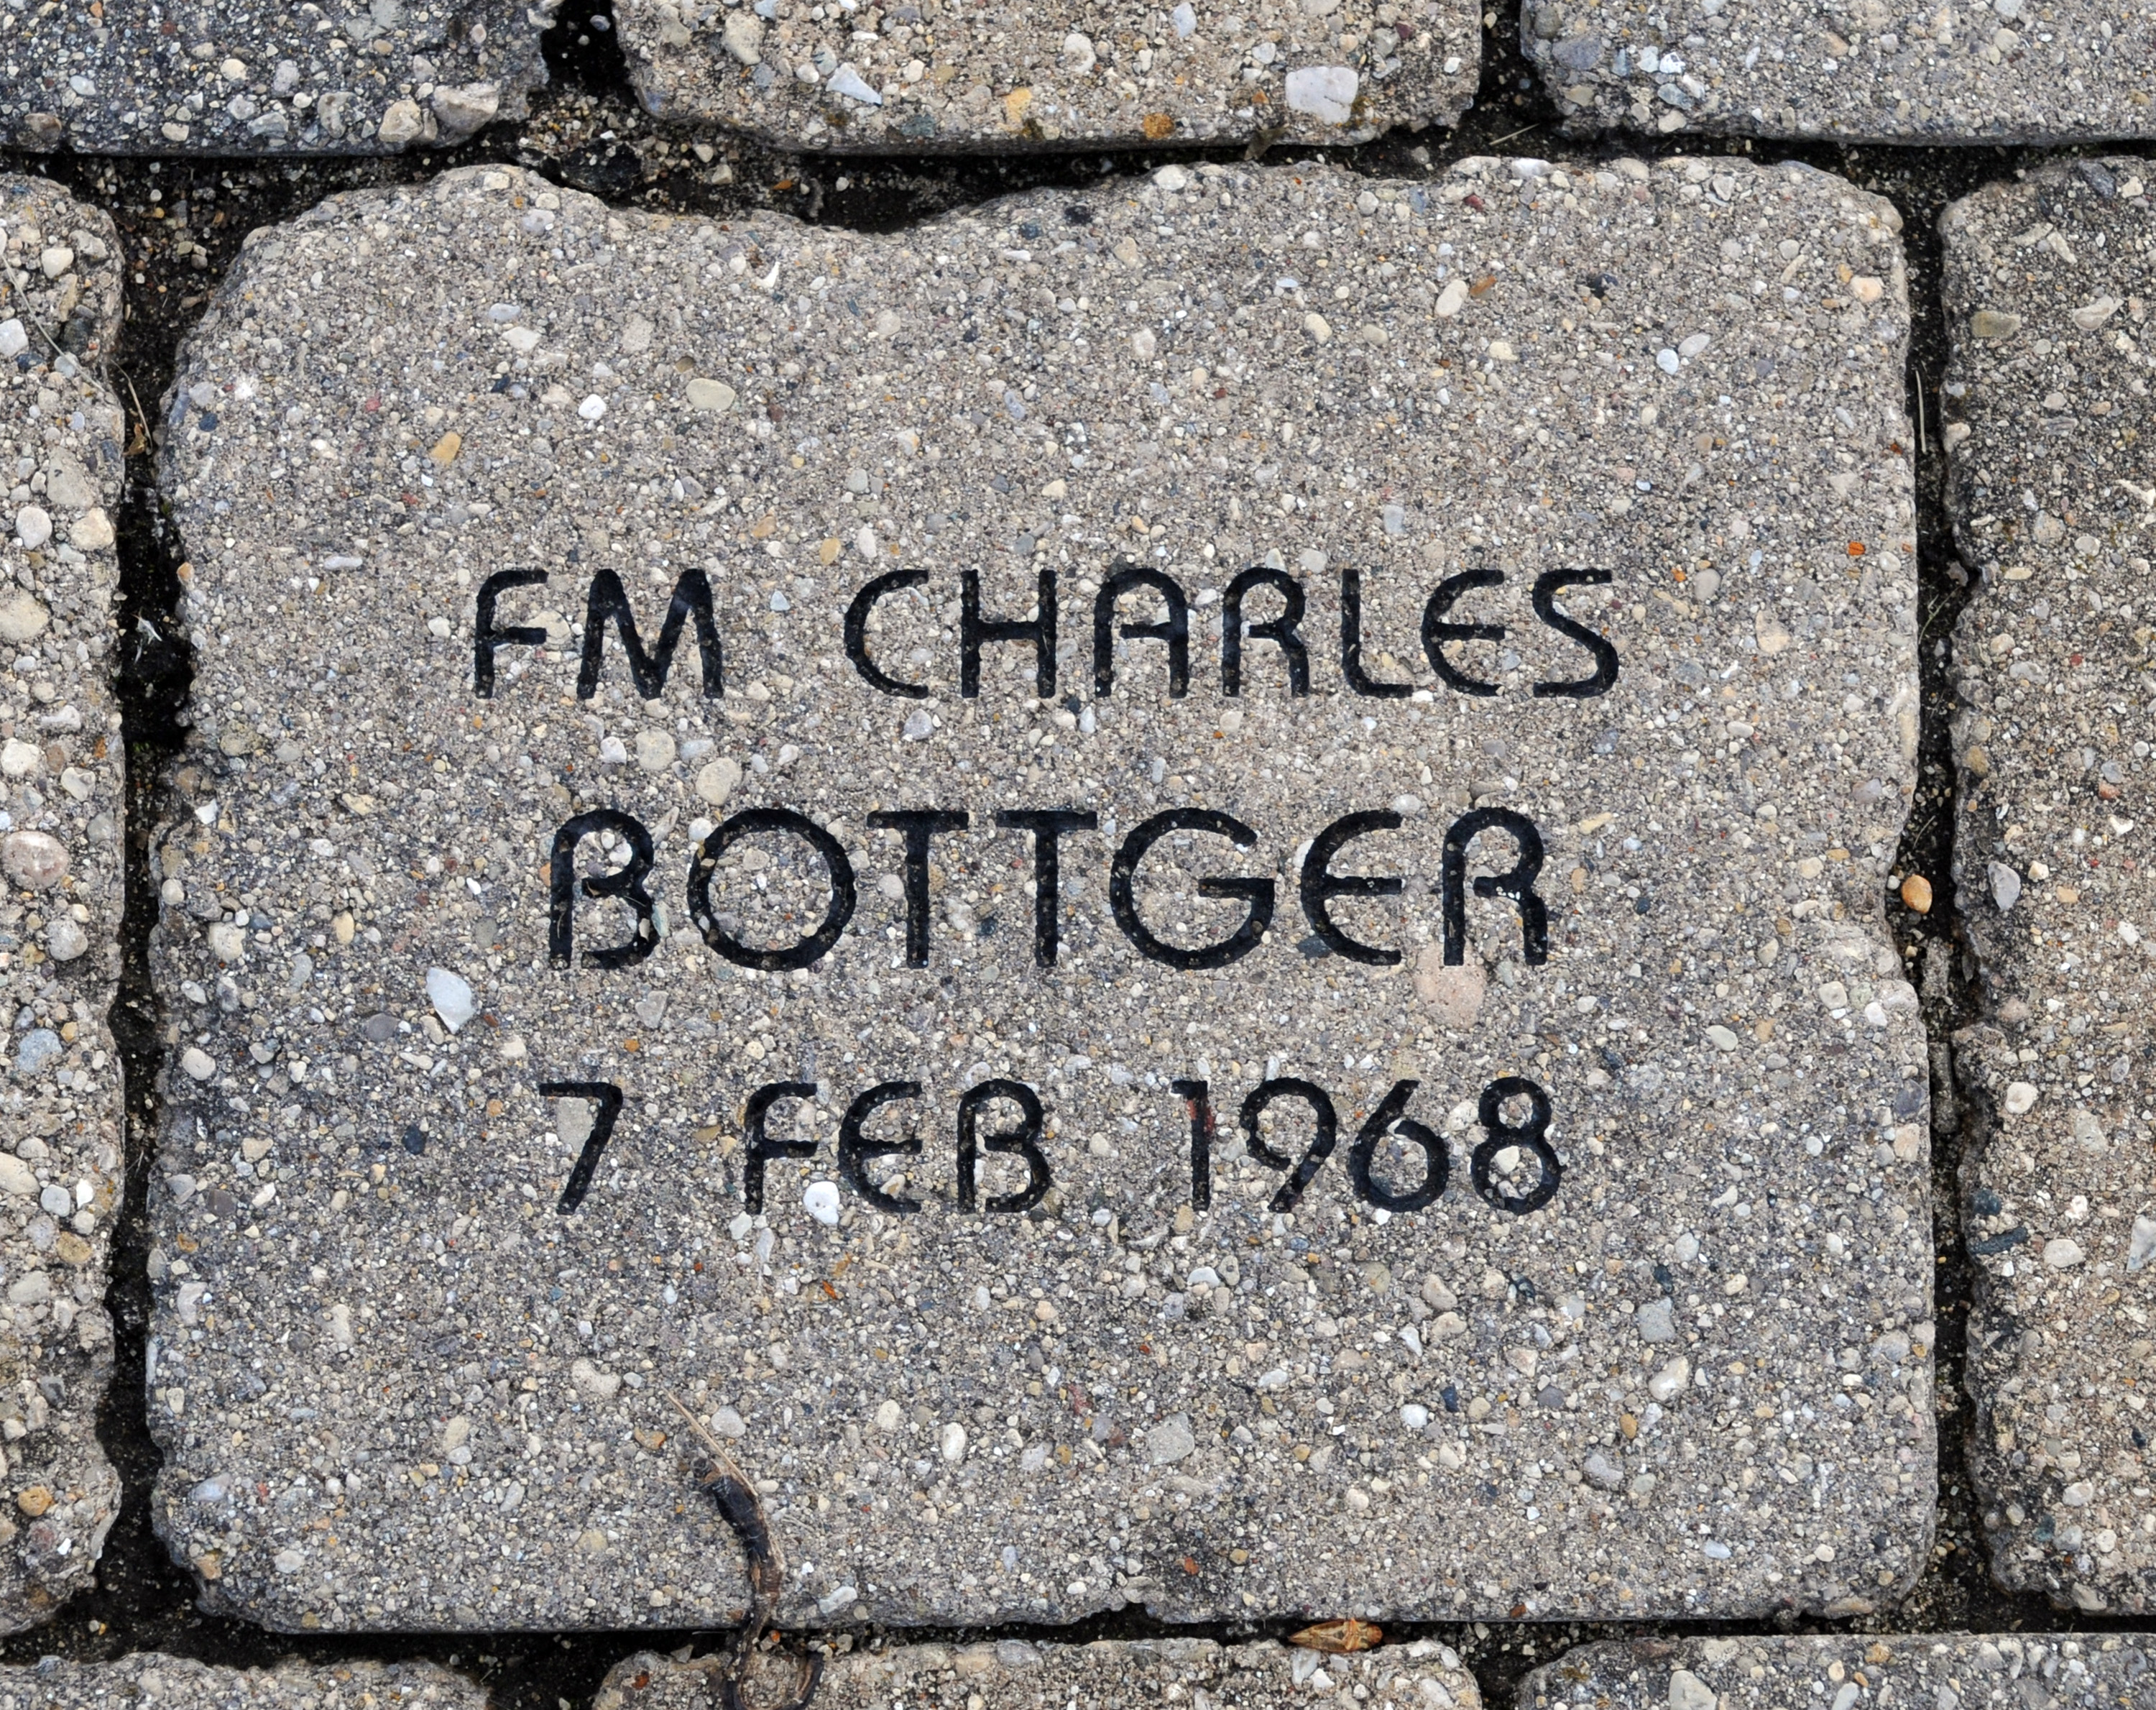 FM CHARLES
BOTTGER
7 FEB 1968